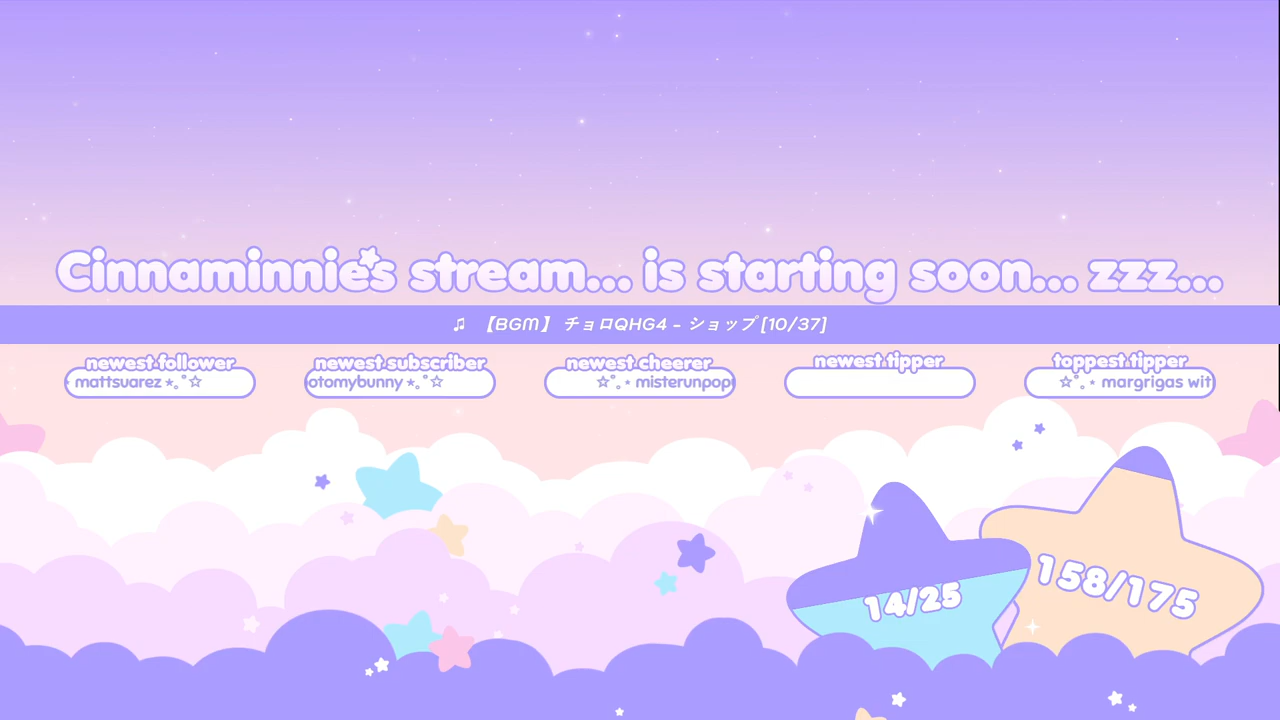 Cinnaminnie's stream... is starting soon... zzz...
♫ 【BGM】 チョロQHG4 - ショップ [10/37]
newest follower
mattsuarez ⋆｡˚☆
newest subscriber
otomybunny ⋆｡˚☆
newest cheerer
☆˚｡⋆ misterunpop
newest tipper
toppest tipper
☆˚｡⋆ margrigas wit
14/25
158/175